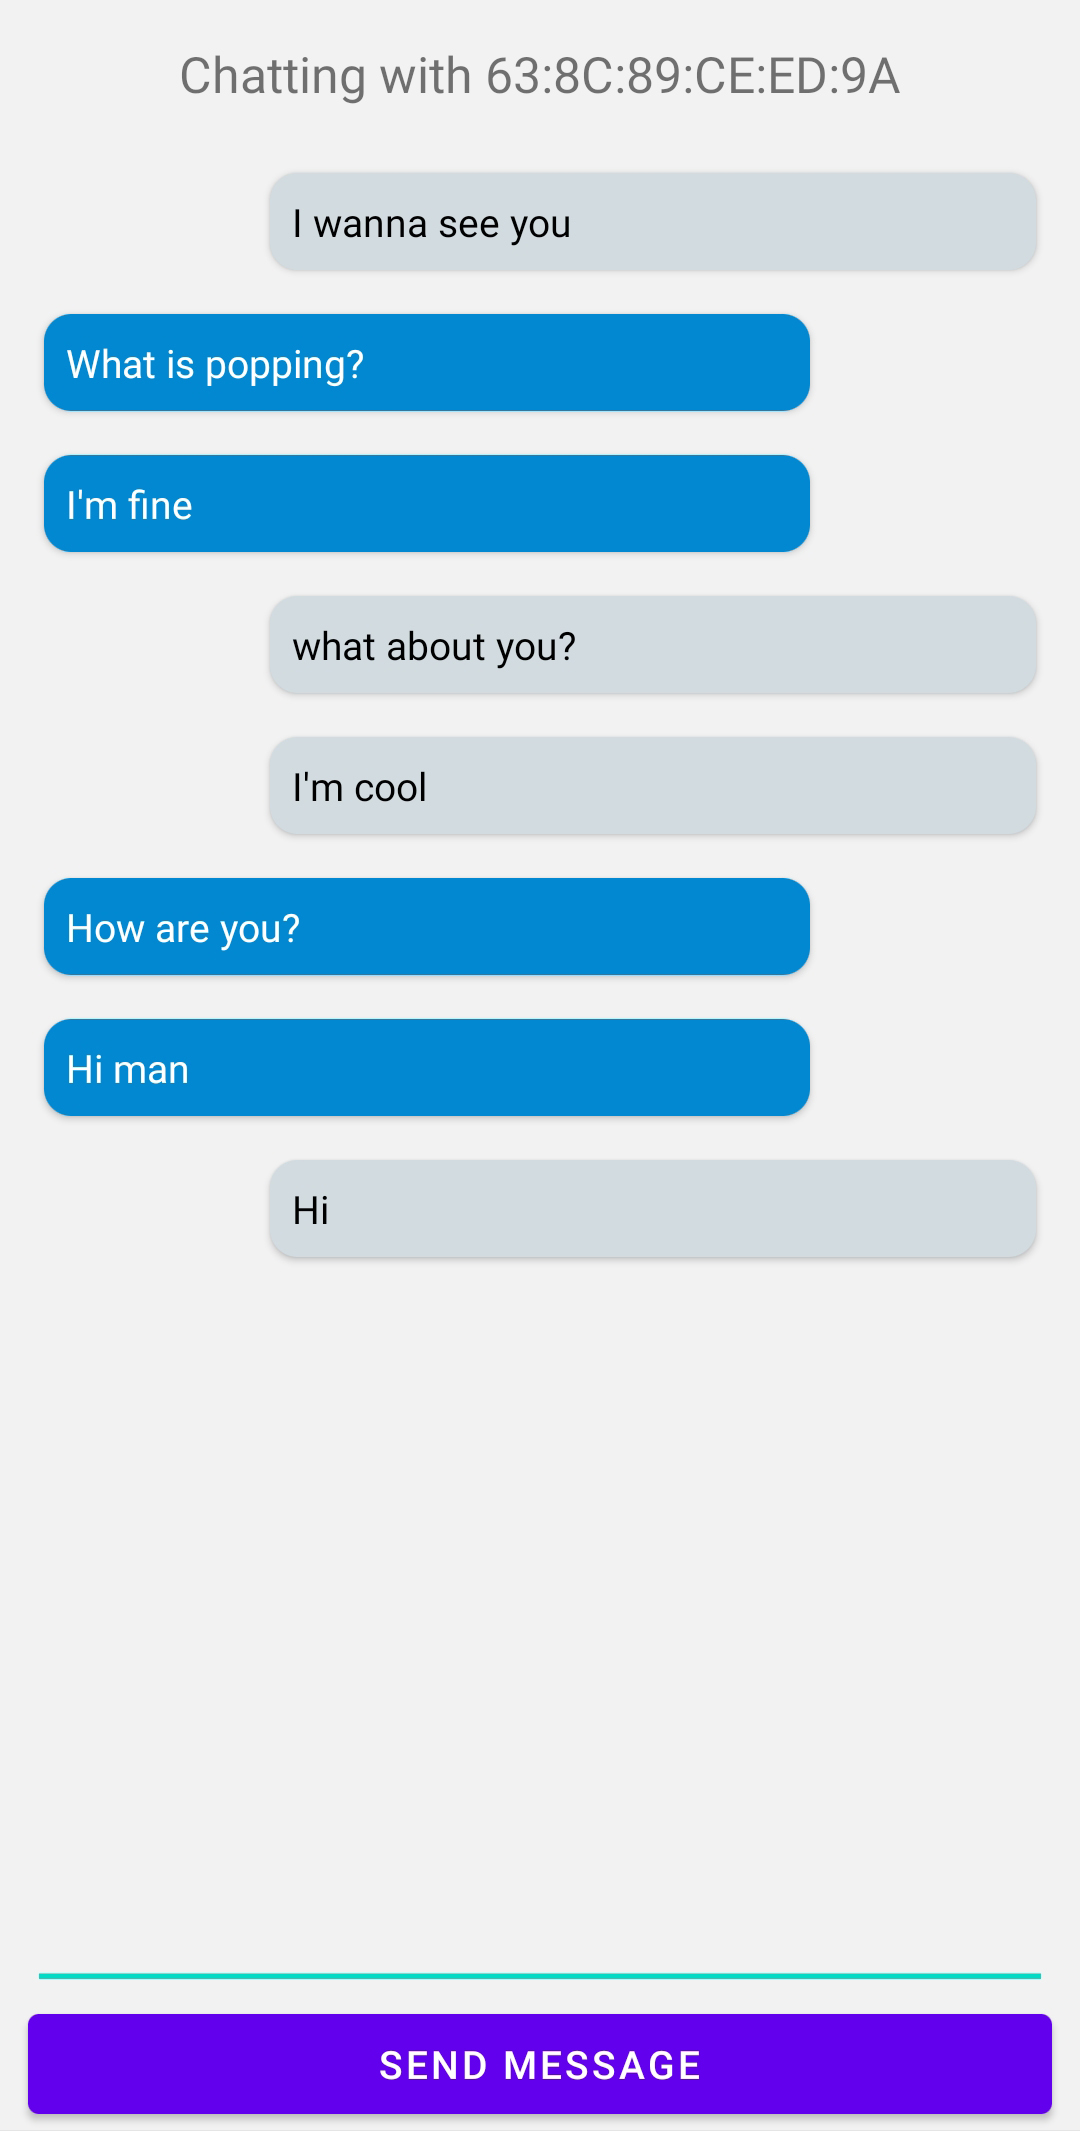 Chatting with 63:8C:89:CE:ED:9A
I wanna see you
What is popping?
I'm fine
what about you?
I'm cool
How are you?
Hi man
Hi
SEND MESSAGE